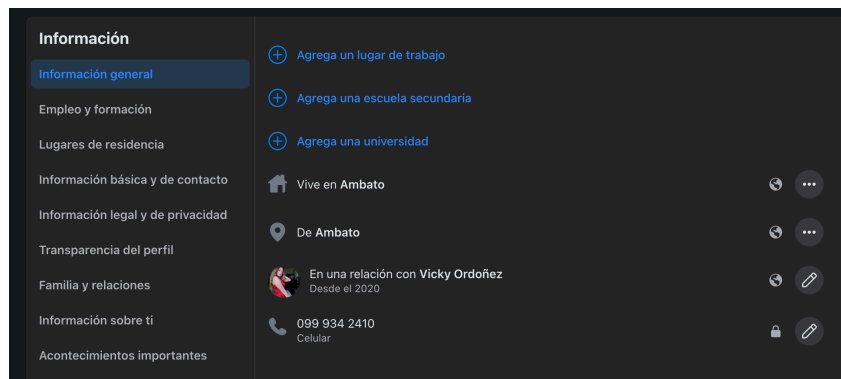 Información
Información general
Empleo y formación
Lugares de residencia
Información básica y de contacto
Información legal y de privacidad
Transparencia del perfil
Familia y relaciones
Información sobre ti
Acontecimientos importantes
Agrega un lugar de trabajo
Agrega una escuela secundaria
Agrega una universidad
Vive en Ambato
De Ambato
En una relación con Vicky Ordoñez
Desde el 2020
099 934 2410
Celular